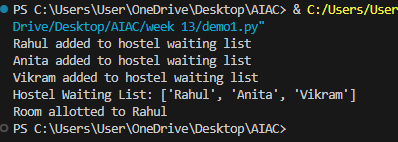 PS C:\Users\User\OneDrive\Desktop\AIAC> & C:/Users/User
Drive/Desktop/AIAC/week 13/demo1.py"
Rahul added to hostel waiting list
Anita added to hostel waiting list
Vikram added to hostel waiting list
Hostel Waiting List: ['Rahul', 'Anita', 'Vikram']
Room allotted to Rahul
PS C:\Users\User\OneDrive\Desktop\AIAC>